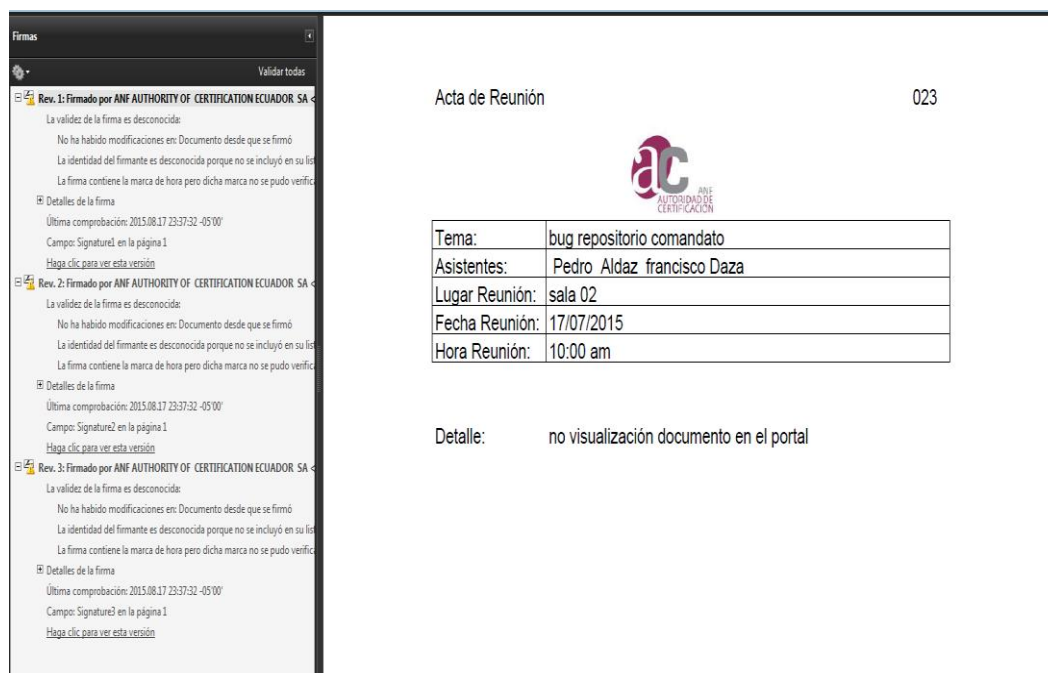 Firmas
Validar todas
Rev. 1: Firmado por ANF AUTHORITY OF CERTIFICATION ECUADOR SA <
La validez de la firma es desconocida:
No ha habido modificaciones en: Documento desde que se firmó
La identidad del firmante es desconocida porque no se incluyó en su list
La firma contiene la marca de hora pero dicha marca no se pudo verifica
Detalles de la firma
Última comprobación: 2015.08.17 23:37:32 -05'00'
Campo: Signature1 en la página 1
Haga clic para ver esta versión
Rev. 2: Firmado por ANF AUTHORITY OF CERTIFICATION ECUADOR SA <
La validez de la firma es desconocida:
No ha habido modificaciones en: Documento desde que se firmó
La identidad del firmante es desconocida porque no se incluyó en su list
La firma contiene la marca de hora pero dicha marca no se pudo verifica
Detalles de la firma
Última comprobación: 2015.08.17 23:37:32 -05'00'
Campo: Signature2 en la página 1
Haga clic para ver esta versión
Rev. 3: Firmado por ANF AUTHORITY OF CERTIFICATION ECUADOR SA <
La validez de la firma es desconocida:
No ha habido modificaciones en: Documento desde que se firmó
La identidad del firmante es desconocida porque no se incluyó en su list
La firma contiene la marca de hora pero dicha marca no se pudo verifica
Detalles de la firma
Última comprobación: 2015.08.17 23:37:32 -05'00'
Campo: Signature3 en la página 1
Haga clic para ver esta versión
Acta de Reunión 023
ac
ANF
AUTORIDAD DE
CERTIFICACIÓN
Tema: bug repositorio comandato
Asistentes: Pedro Aldaz francisco Daza
Lugar Reunión: sala 02
Fecha Reunión: 17/07/2015
Hora Reunión: 10:00 am
Detalle: no visualización documento en el portal